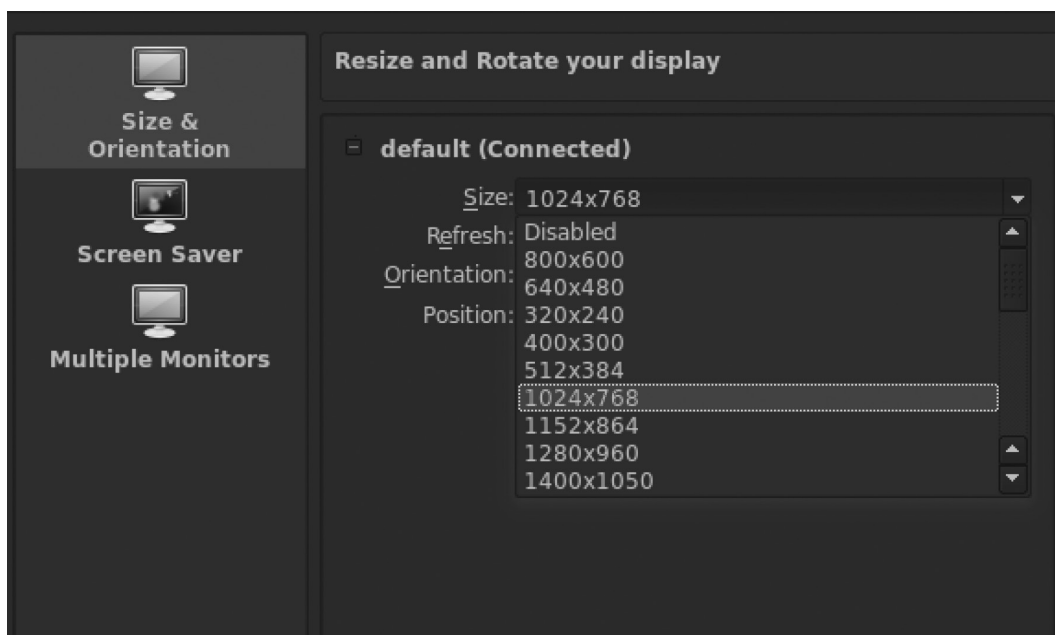 Size &
Orientation
Screen Saver
Multiple Monitors
Resize and Rotate your display
default (Connected)
Size: 1024x768
Refresh:
Orientation:
Position:
Disabled
800x600
640x480
320x240
400x300
512x384
1024x768
1152x864
1280x960
1400x1050